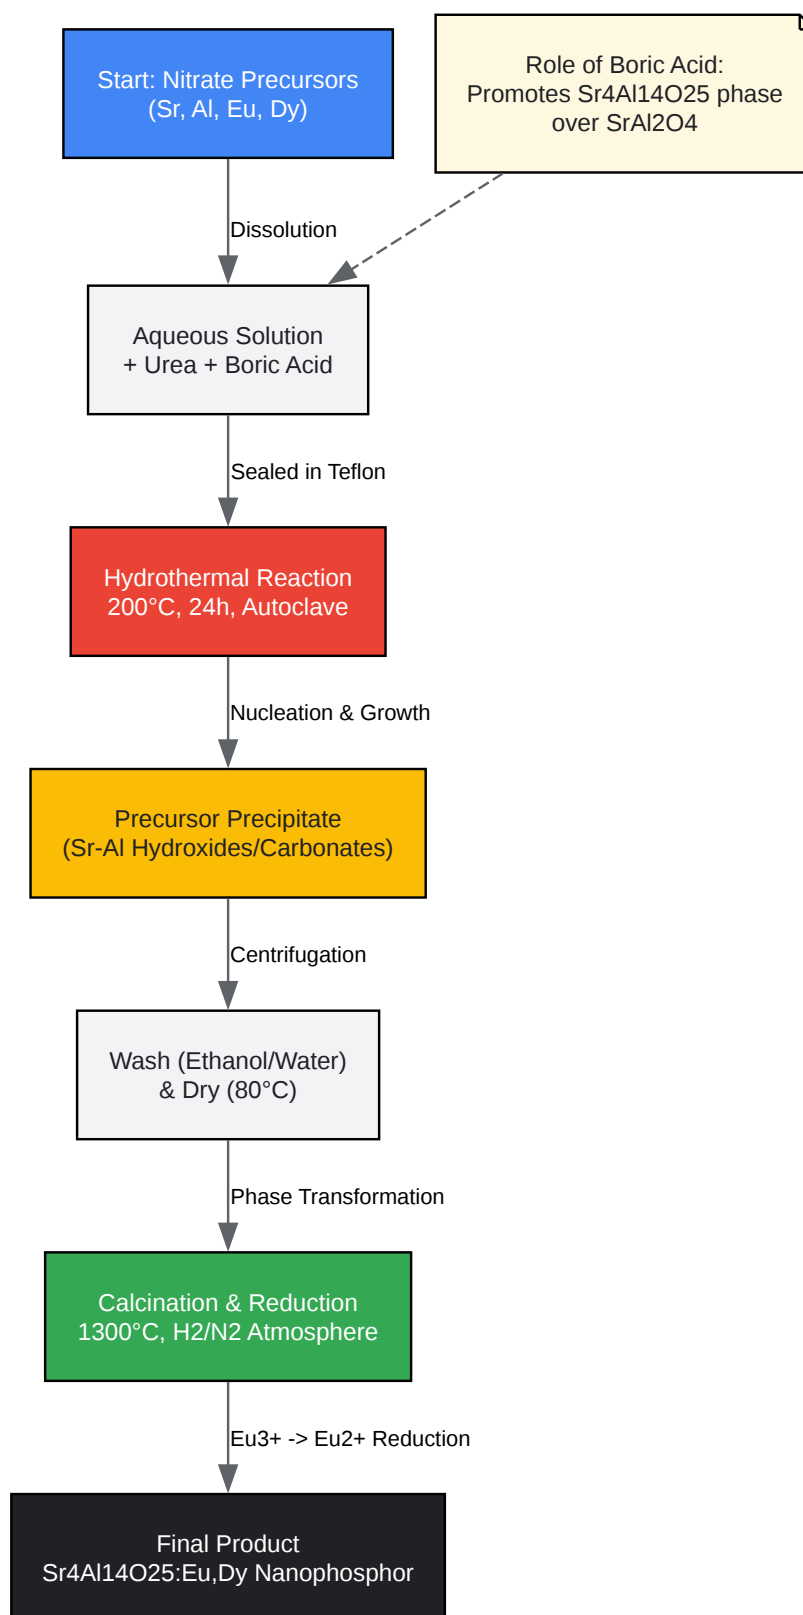 Start: Nitrate Precursors
(Sr, Al, Eu, Dy)
Role of Boric Acid:
Promotes Sr4Al14O25 phase
over SrAl2O4
Dissolution
Aqueous Solution
+ Urea + Boric Acid
Sealed in Teflon
Hydrothermal Reaction
200°C, 24h, Autoclave
Nucleation & Growth
Precursor Precipitate
(Sr-Al Hydroxides/Carbonates)
Centrifugation
Wash (Ethanol/Water)
& Dry (80°C)
Phase Transformation
Calcination & Reduction
1300°C, H2/N2 Atmosphere
Eu3+ -> Eu2+ Reduction
Final Product
Sr4Al14O25:Eu,Dy Nanophosphor